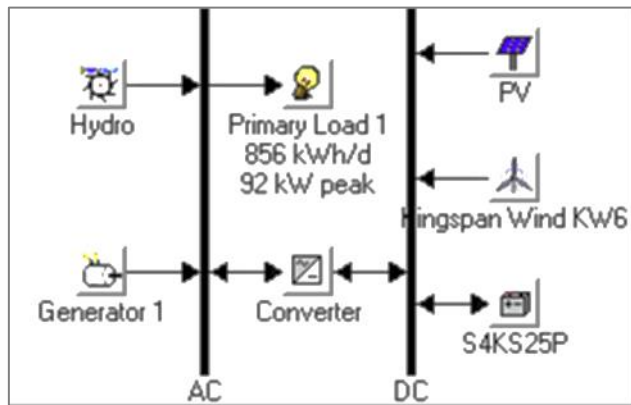 Hydro
Primary Load 1
856 kWh/d
92 kW peak
PV
Kingspan Wind KW6
Generator 1
Converter
S4KS25P
AC
DC